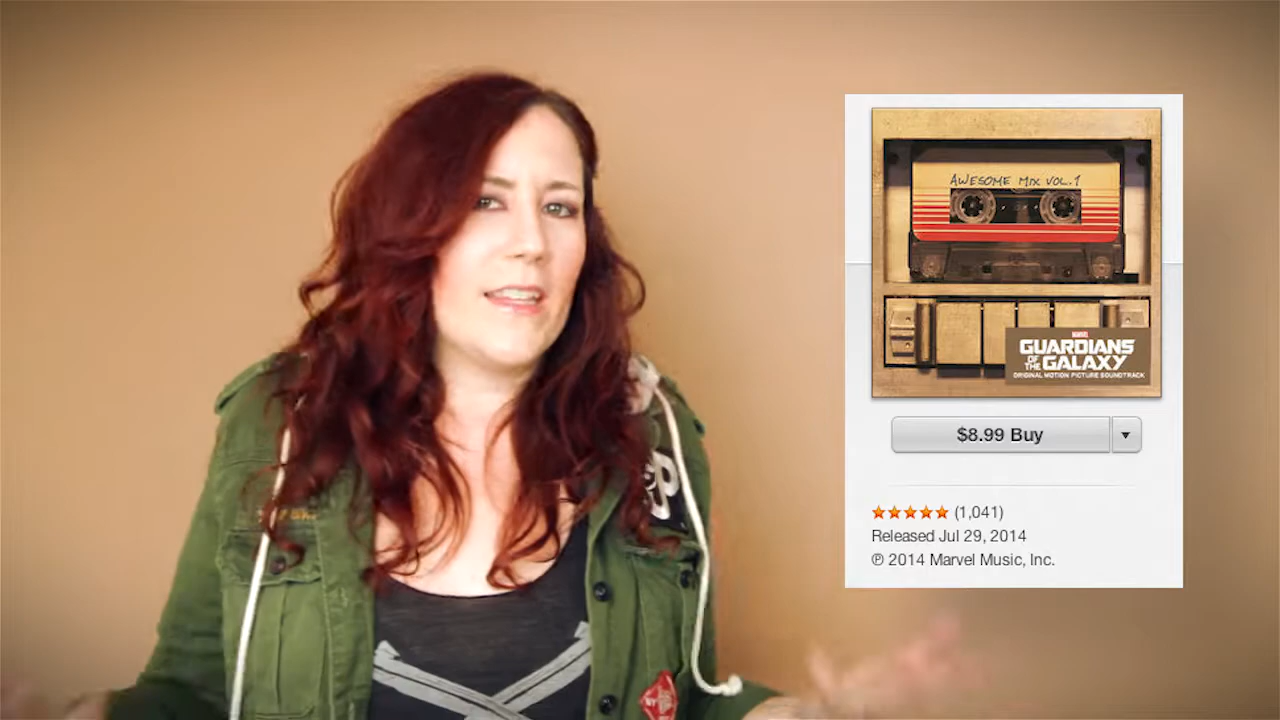 AWESOME MIX VOL.1
MARVEL
GUARDIANS
OF THE GALAXY
ORIGINAL MOTION PICTURE SOUNDTRACK
$8.99 Buy
★★★★★ (1,041)
Released Jul 29, 2014
℗ 2014 Marvel Music, Inc.